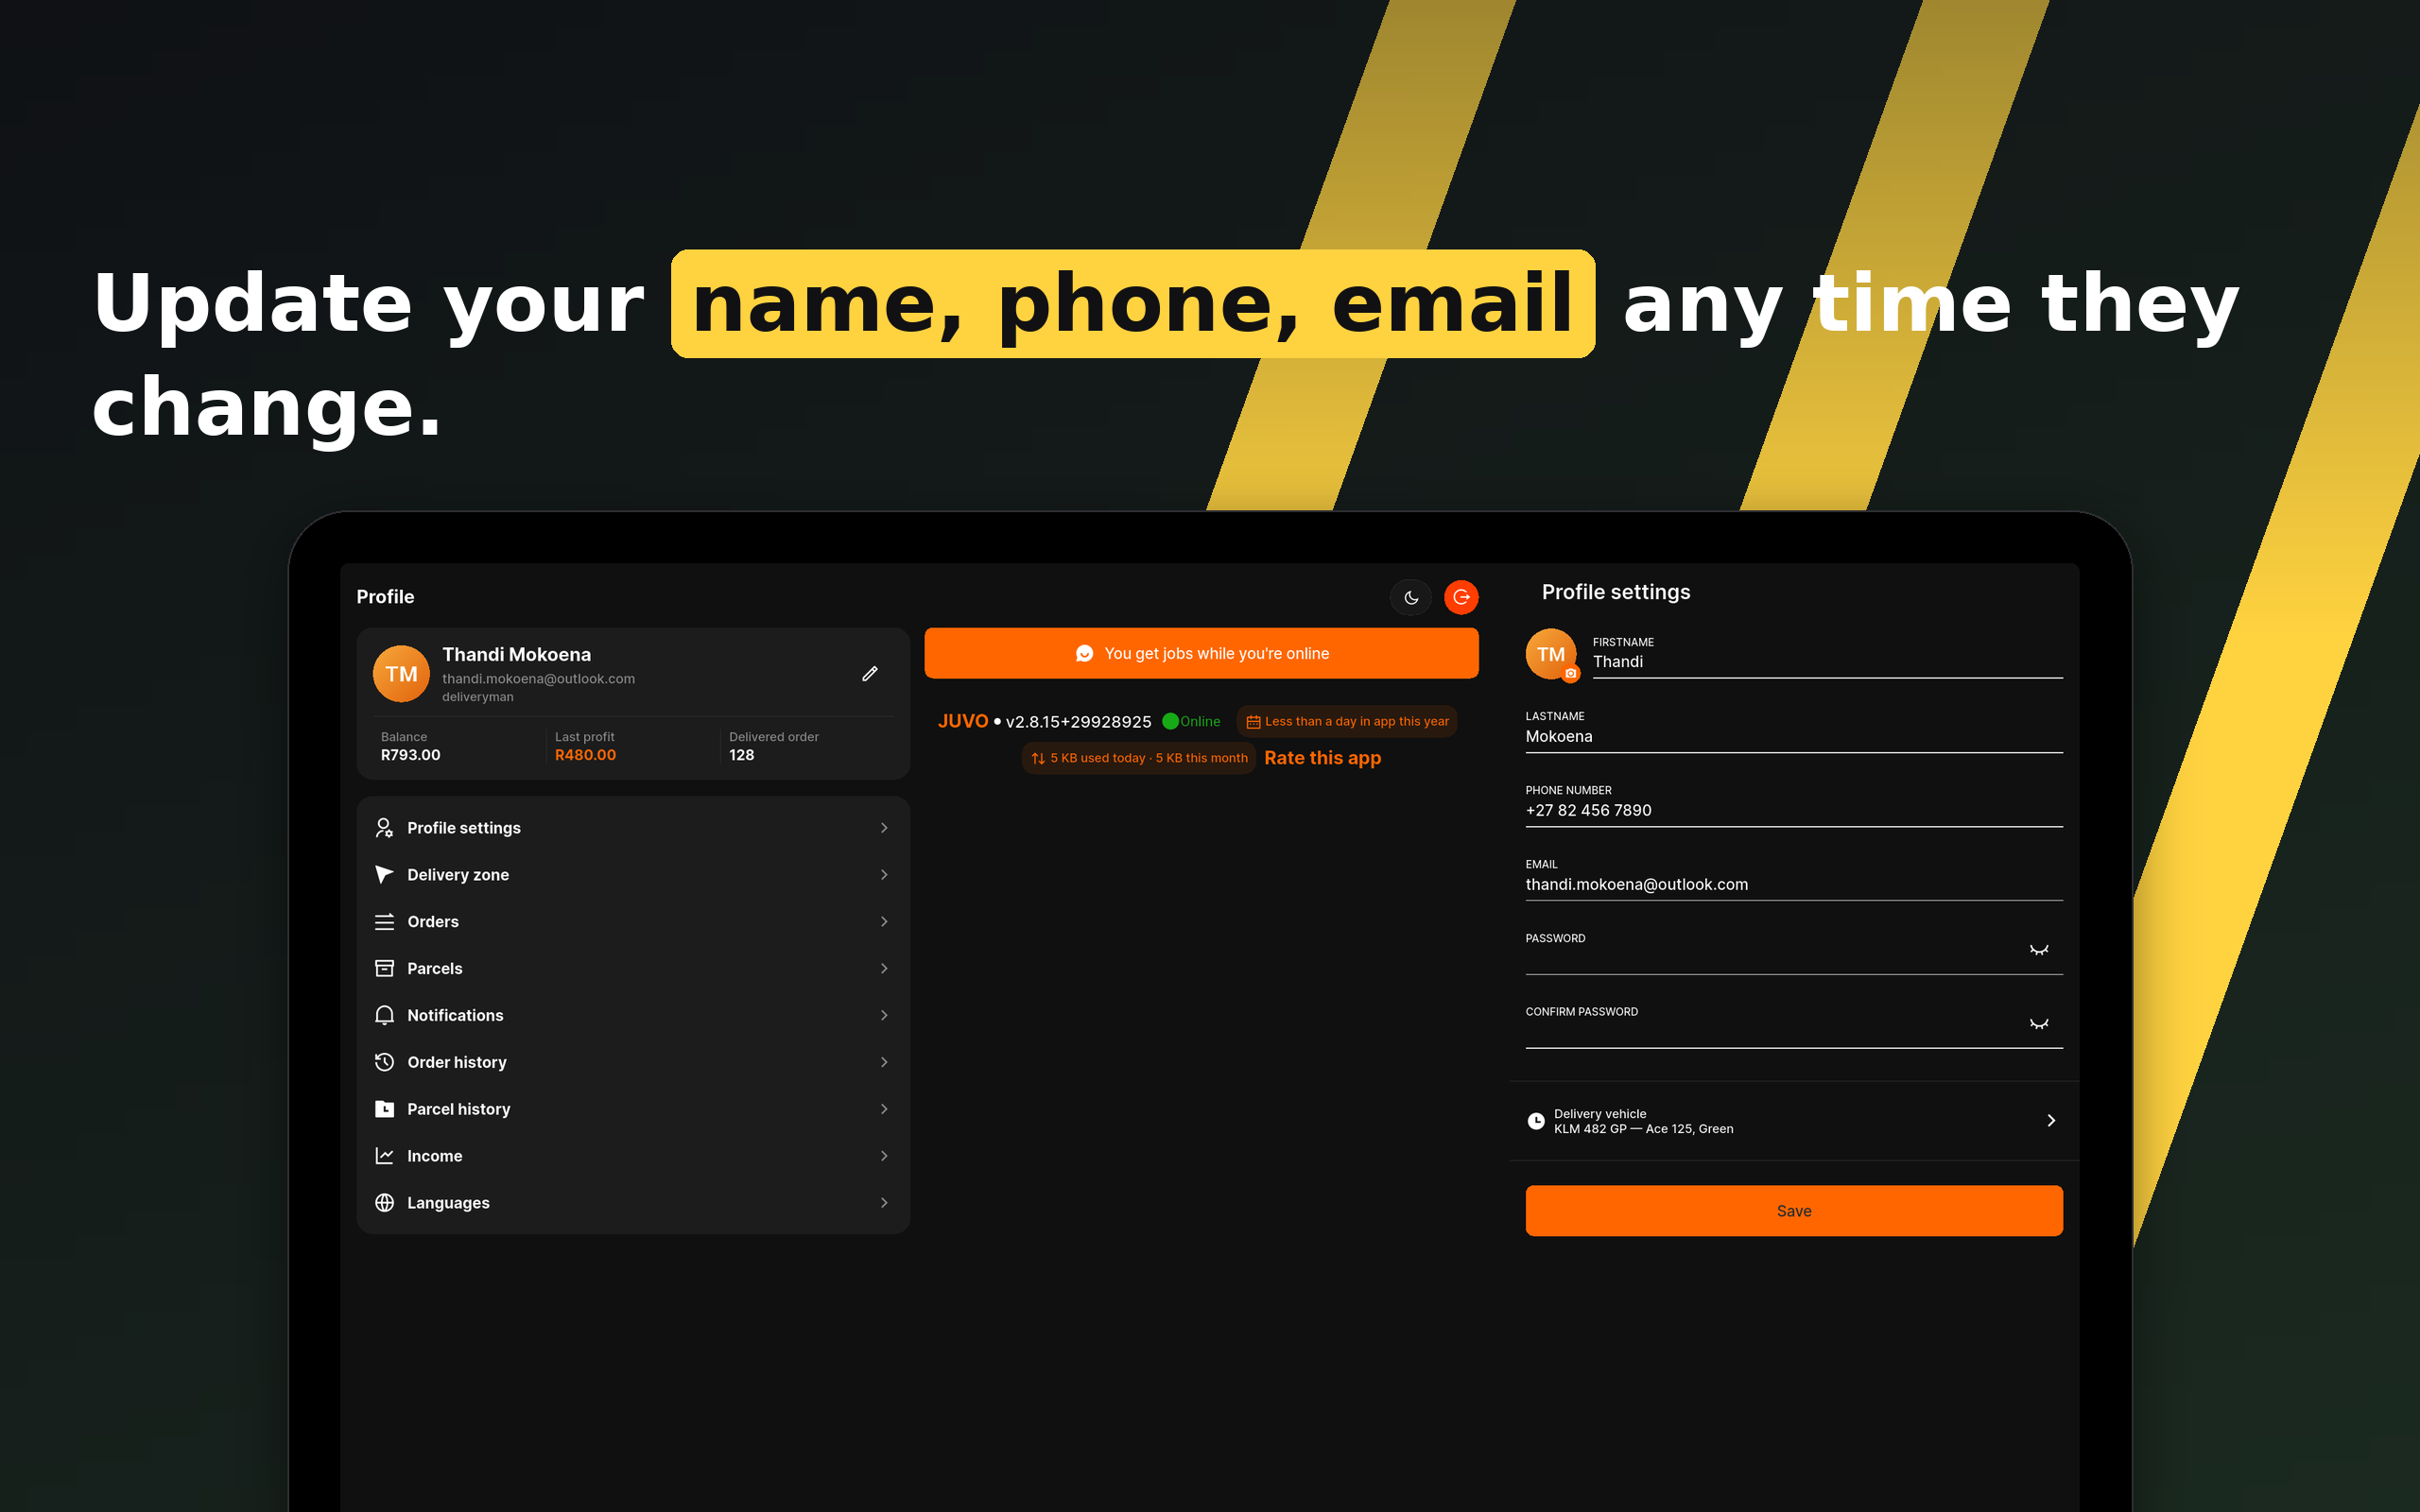 Update your name, phone, email any time they
change.
Profile
TM
Thandi Mokoena
thandi.mokoena@outlook.com
deliveryman
Balance
R793.00
Last profit
R480.00
Delivered order
128
Profile settings
Delivery zone
Orders
Parcels
Notifications
Order history
Parcel history
Income
Languages
You get jobs while you're online
JUVO • v2.8.15+29928925 Online Less than a day in app this year
5 KB used today · 5 KB this month Rate this app
Profile settings
TM
FIRSTNAME
Thandi
LASTNAME
Mokoena
PHONE NUMBER
+27 82 456 7890
EMAIL
thandi.mokoena@outlook.com
PASSWORD
CONFIRM PASSWORD
Delivery vehicle
KLM 482 GP — Ace 125, Green
Save